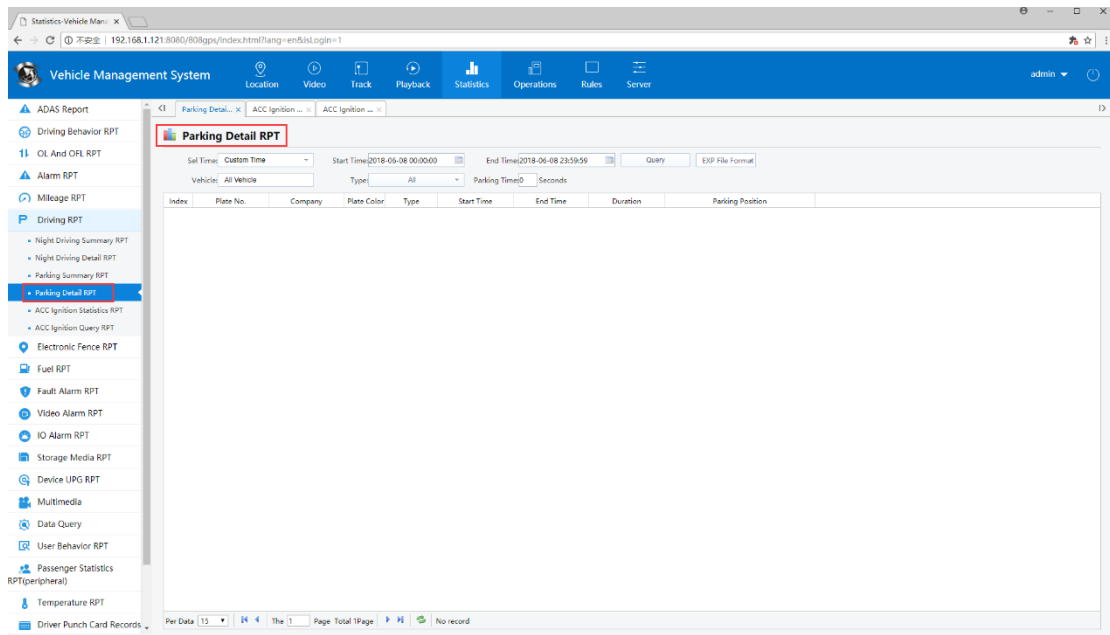 Statistics-Vehicle Mana
不安全 | 192.168.1.121:8080/808gps/index.html?lang=en&isLogin=1
Vehicle Management System
Location
Video
Track
Playback
Statistics
Operations
Rules
Server
admin
ADAS Report
Driving Behavior RPT
OL And OFL RPT
Alarm RPT
Mileage RPT
Driving RPT
Night Driving Summary RPT
Night Driving Detail RPT
Parking Summary RPT
Parking Detail RPT
ACC Ignition Statistics RPT
ACC Ignition Query RPT
Electronic Fence RPT
Fuel RPT
Fault Alarm RPT
Video Alarm RPT
IO Alarm RPT
Storage Media RPT
Device UPG RPT
Multimedia
Data Query
User Behavior RPT
Passenger Statistics
RPT(peripheral)
Temperature RPT
Driver Punch Card Records
Parking Detai... ACC Ignition ... ACC Ignition ...
Parking Detail RPT
Sel Time: Custom Time Start Time: 2018-06-08 00:00:00 End Time: 2018-06-08 23:59:59 Query EXP File Format
Vehicle: All Vehicle Type: All Parking Time: 0 Seconds
Index Plate No. Company Plate Color Type Start Time End Time Duration Parking Position
Per Data 15 The 1 Page Total 1Page No record